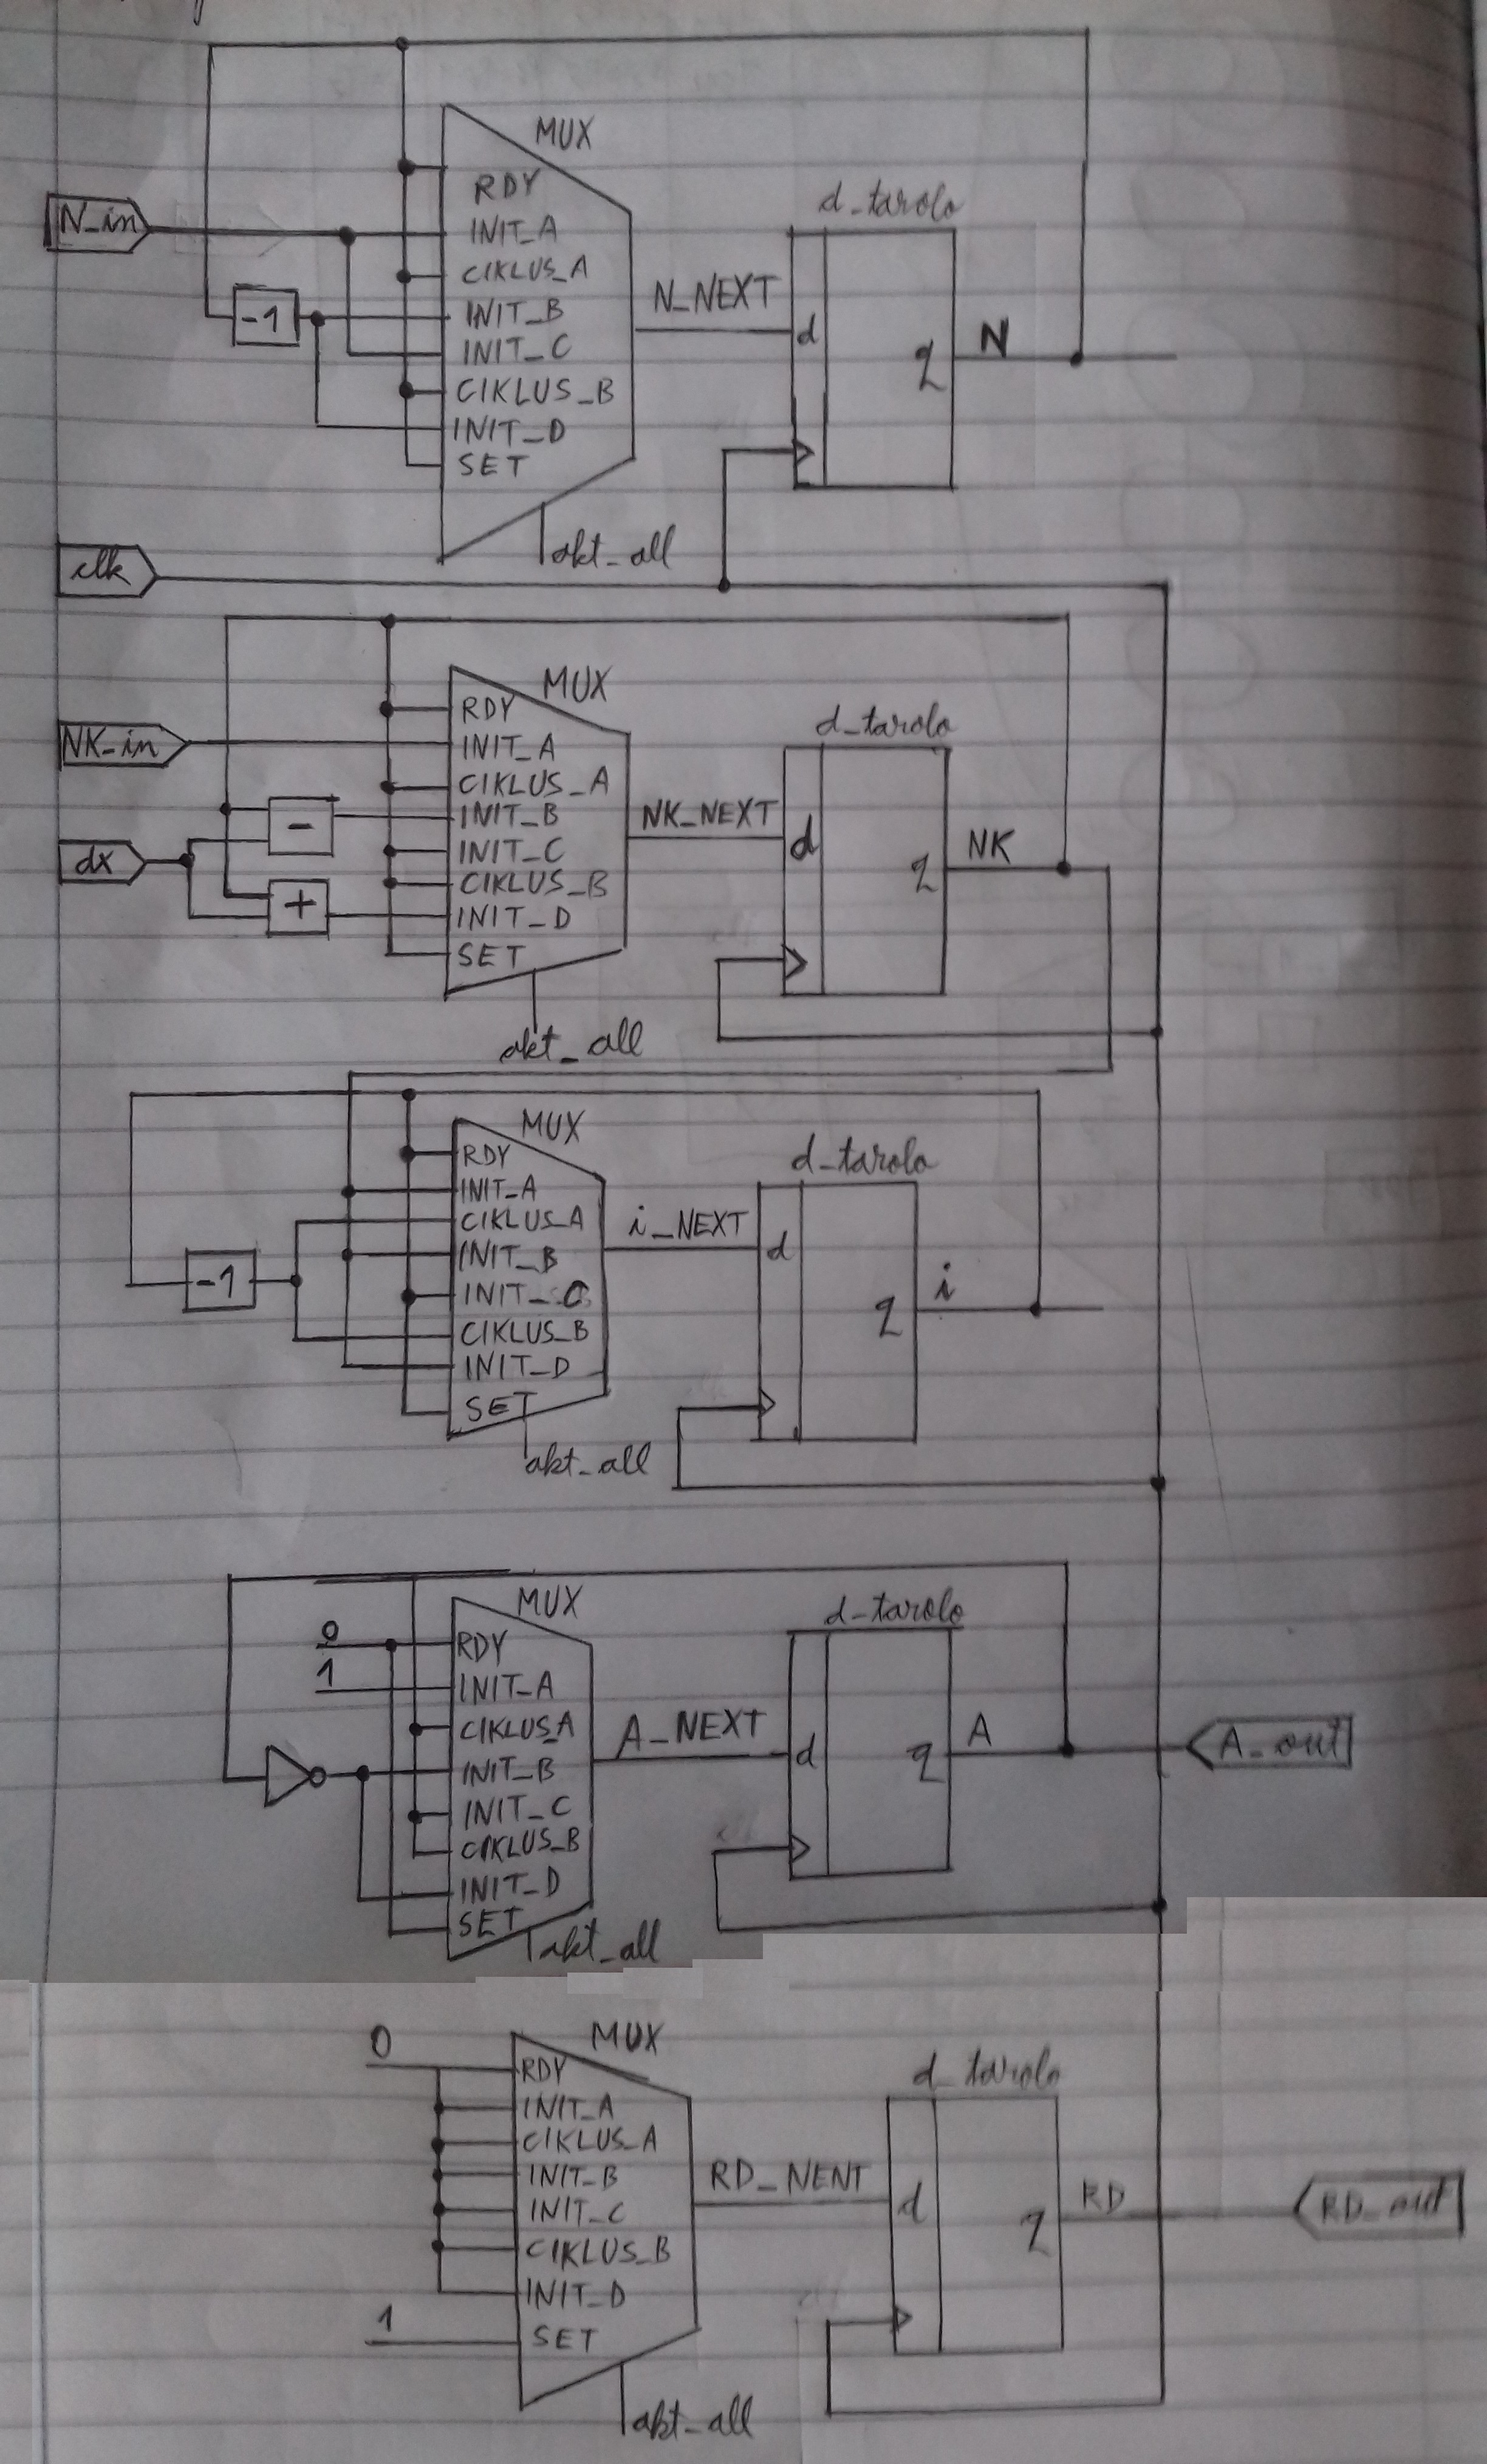 MUX
RDY
d_tarolo
N_in
INIT_A
CIKLUS_A
N_NEXT
-1
INIT_B
d
N
INIT_C
q
CIKLUS_B
INIT_D
SET
akt_all
clk
MUX
RDY
d_tarolo
NK_in
INIT_A
CIKLUS_A
-
INIT_B
NK_NEXT
d
NK
dx
INIT_C
q
CIKLUS_B
+
INIT_D
SET
akt_all
MUX
RDY
d_tarolo
INIT_A
CIKLUS_A
i_NEXT
d
-1
INIT_B
i
INIT_C
q
CIKLUS_B
INIT_D
SET
akt_all
MUX
d_tarolo
0
RDY
1
INIT_A
CIKLUS_A
A_NEXT
d
q
A
A_out
INIT_B
INIT_C
CIKLUS_B
INIT_D
SET
akt_all
0
MUX
RDY
d_tarolo
INIT_A
CIKLUS_A
INIT_B
RD_NENT
d
RD
RD_out
INIT_C
q
CIKLUS_B
INIT_D
1
SET
akt_all